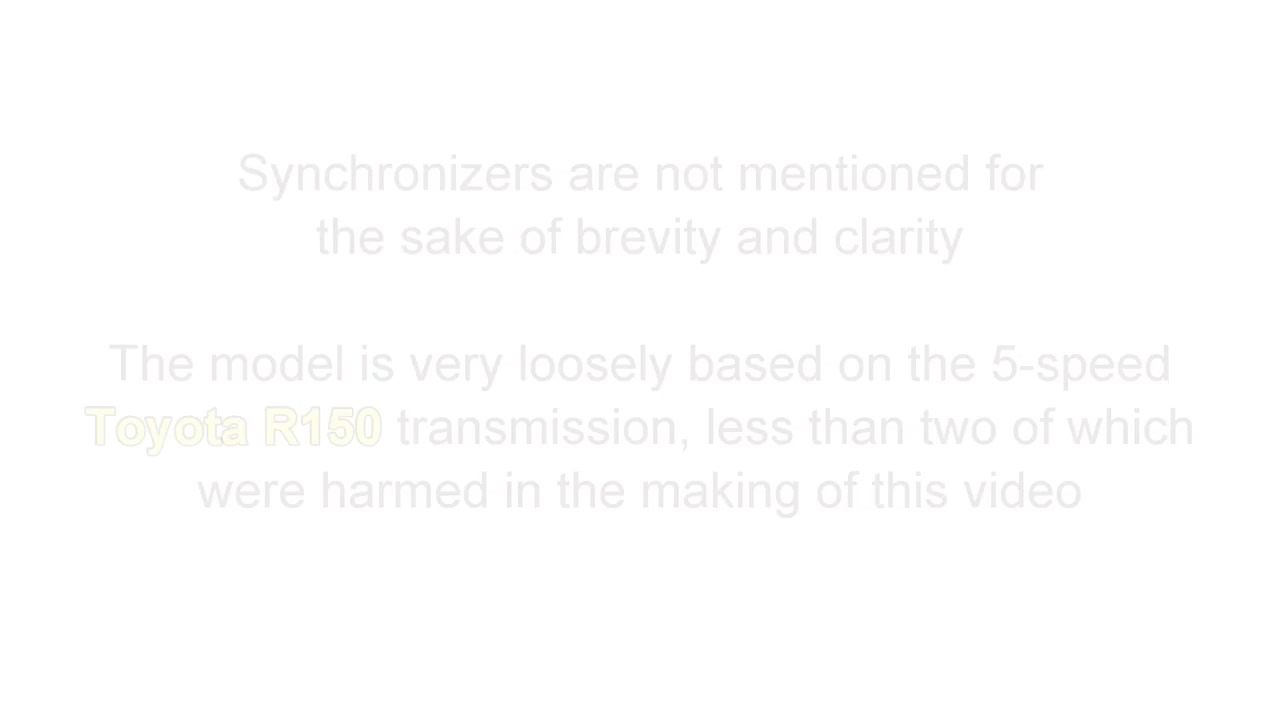 Synchronizers are not mentioned for
the sake of brevity and clarity
The model is very loosely based on the 5-speed
Toyota R150 transmission, less than two of which
were harmed in the making of this video